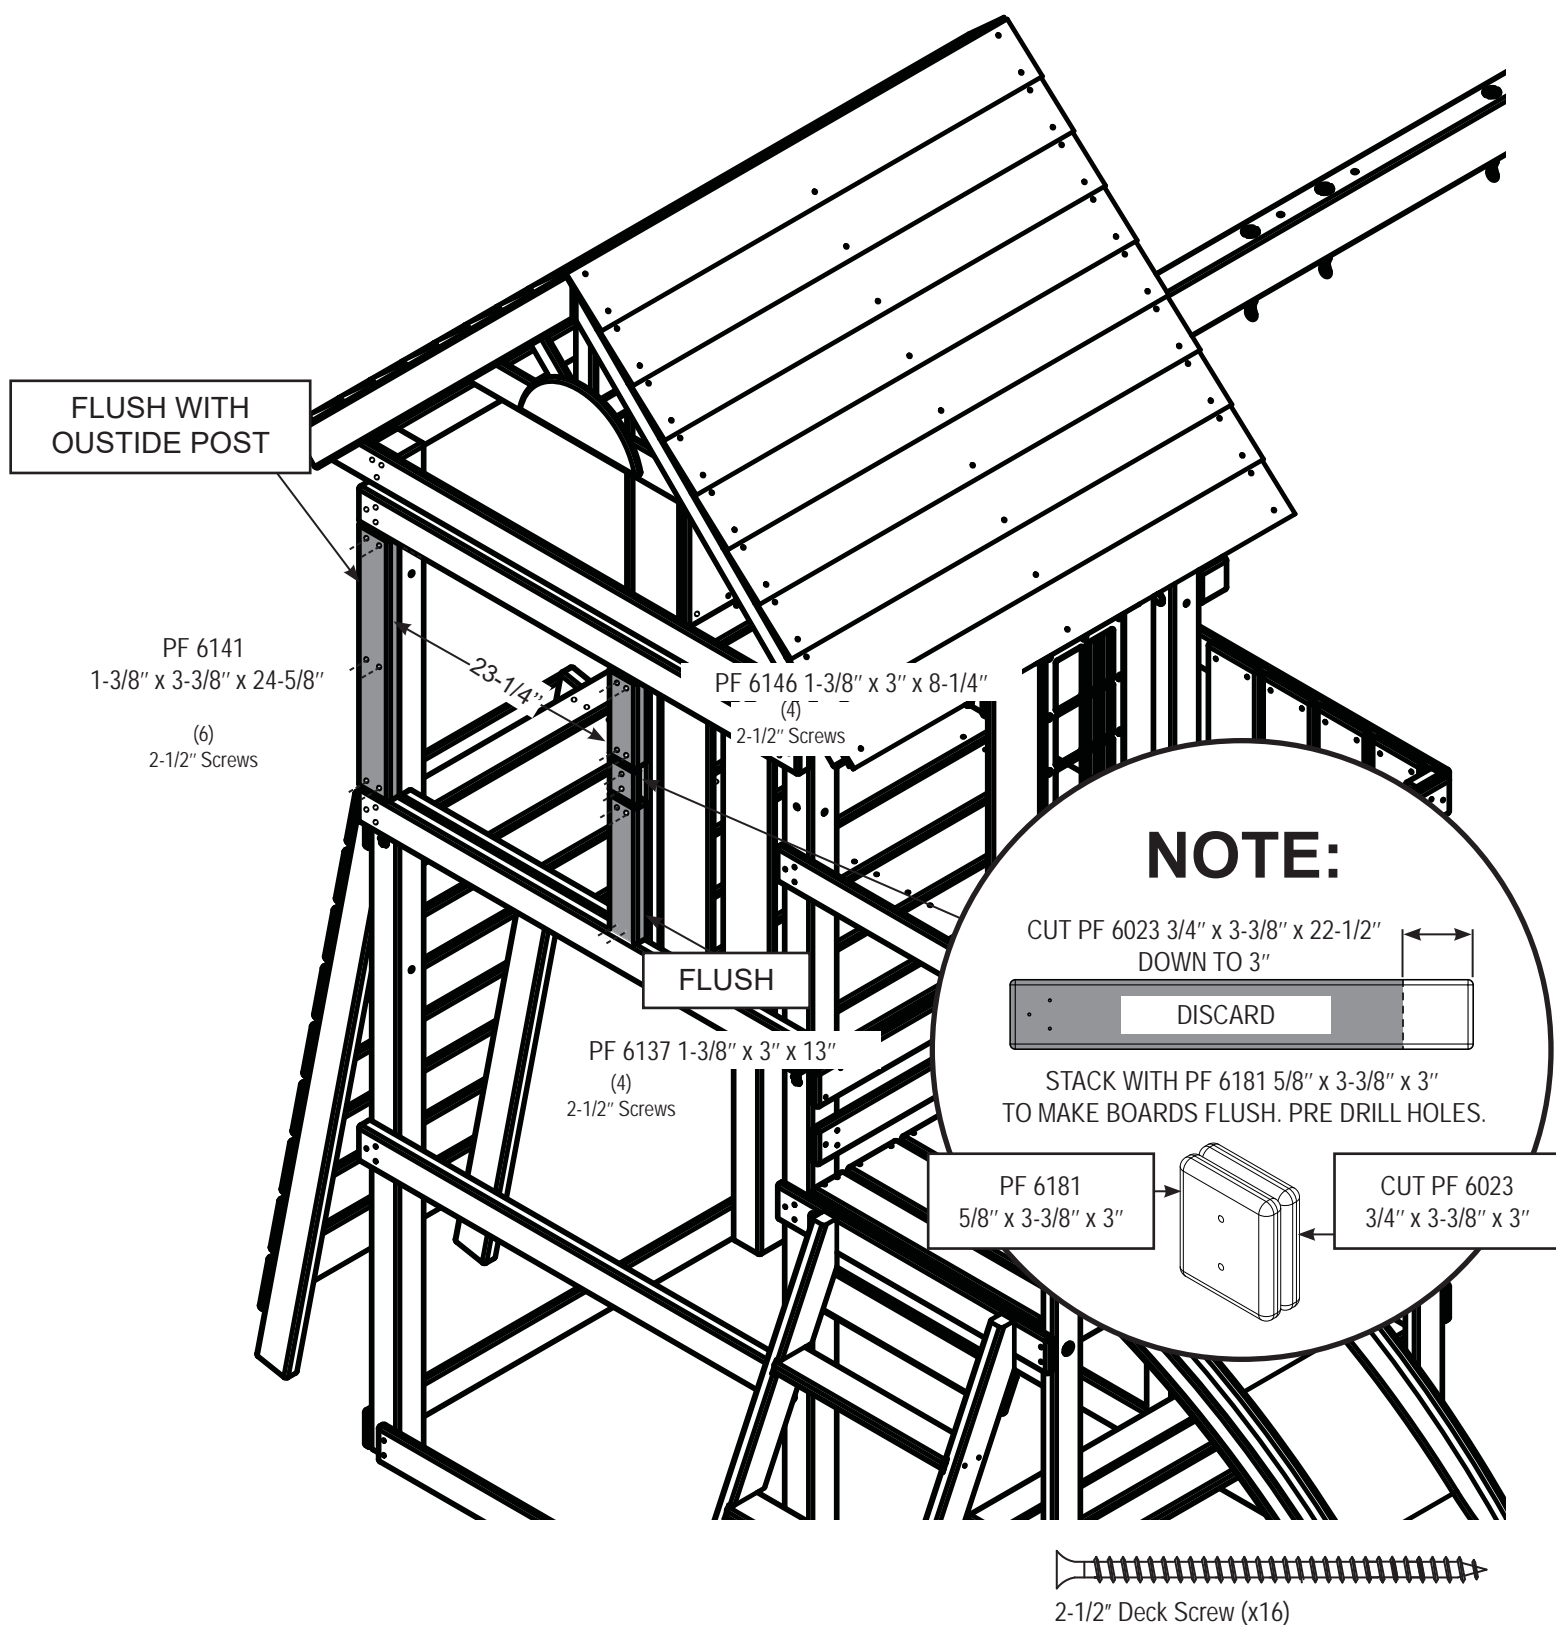 FLUSH WITH
OUSTIDE POST
PF 6141
1-3/8" x 3-3/8" x 24-5/8"
(6)
2-1/2" Screws
23-1/4"
PF 6146 1-3/8" x 3" x 8-1/4"
(4)
2-1/2" Screws
FLUSH
PF 6137 1-3/8" x 3" x 13"
(4)
2-1/2" Screws
NOTE:
CUT PF 6023 3/4" x 3-3/8" x 22-1/2"
DOWN TO 3"
DISCARD
STACK WITH PF 6181 5/8" x 3-3/8" x 3"
TO MAKE BOARDS FLUSH. PRE DRILL HOLES.
PF 6181
5/8" x 3-3/8" x 3"
CUT PF 6023
3/4" x 3-3/8" x 3"
2-1/2" Deck Screw (x16)